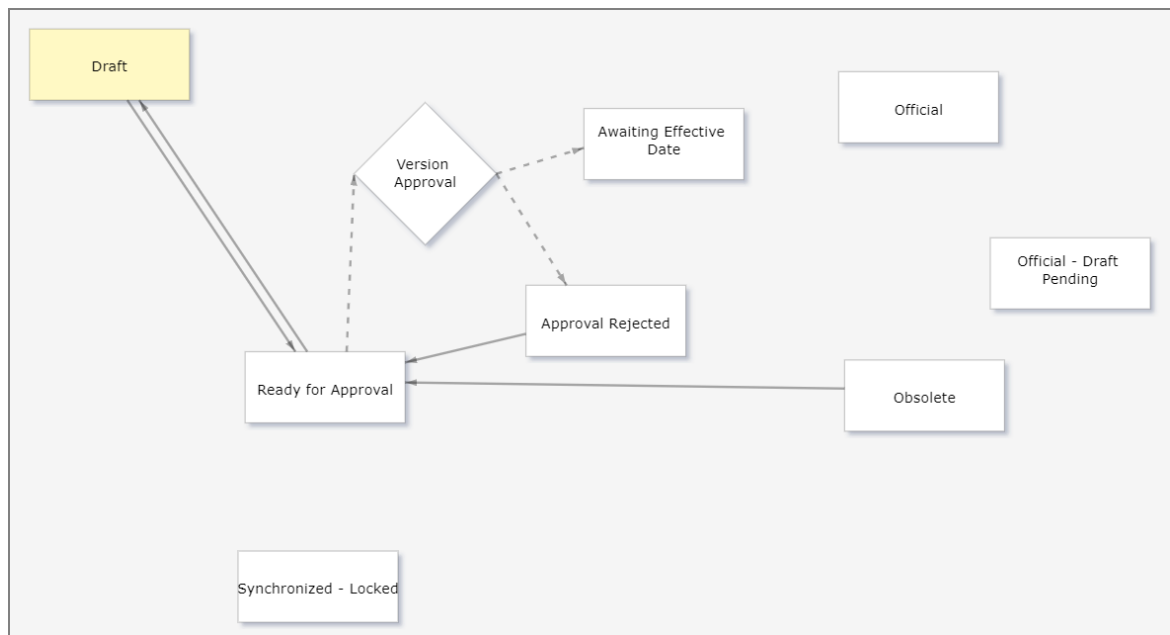 Draft
Official
Version
Approval
Awaiting Effective
Date
Official - Draft
Pending
Approval Rejected
Ready for Approval
Obsolete
Synchronized - Locked